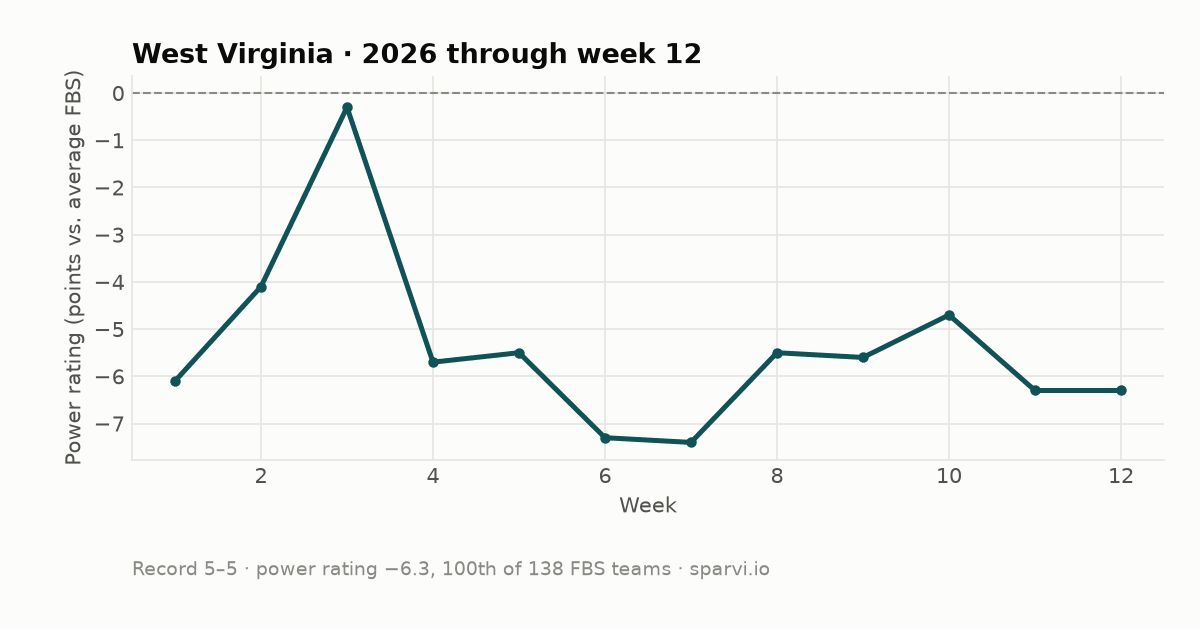 West Virginia · 2026 through week 12
Power rating (points vs. average FBS)
0
−1
−2
−3
−4
−5
−6
−7
2 4 6 8 10 12
Week
Record 5–5 · power rating −6.3, 100th of 138 FBS teams · sparvi.io